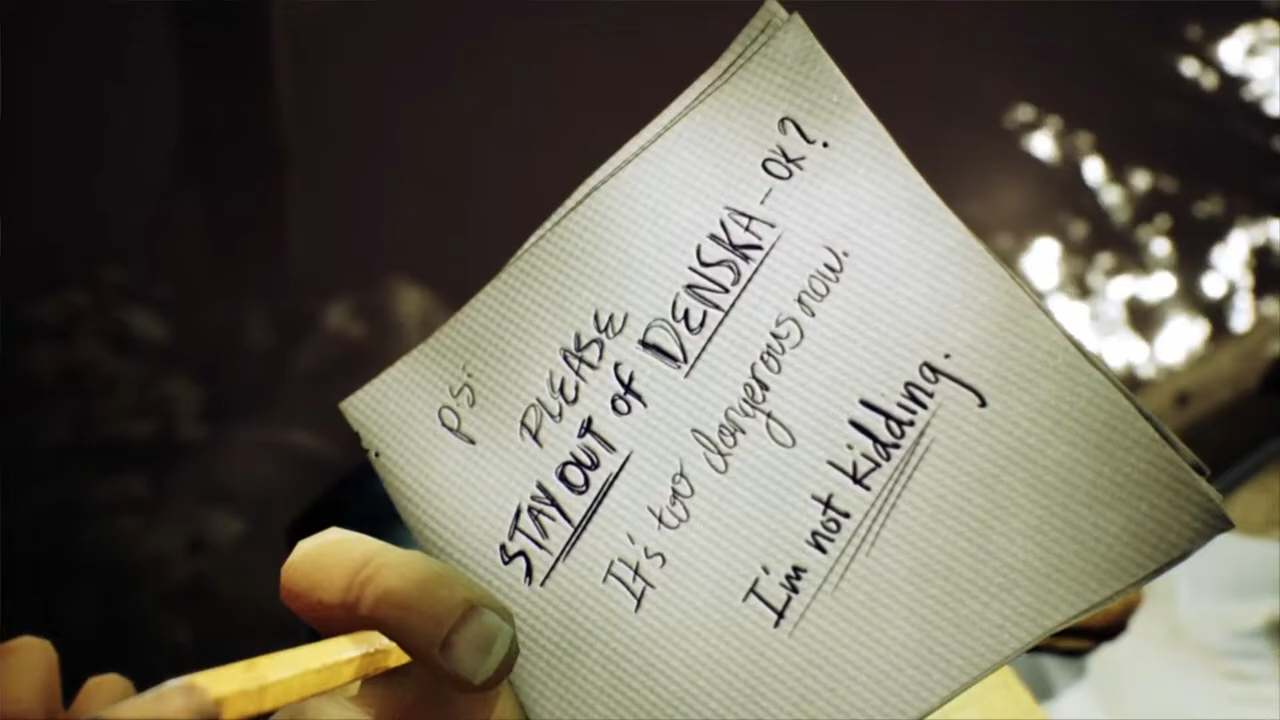 PS:
PLEASE
STAY OUT of DENSKA - OK?
It's too dangerous now.
I'm not kidding.